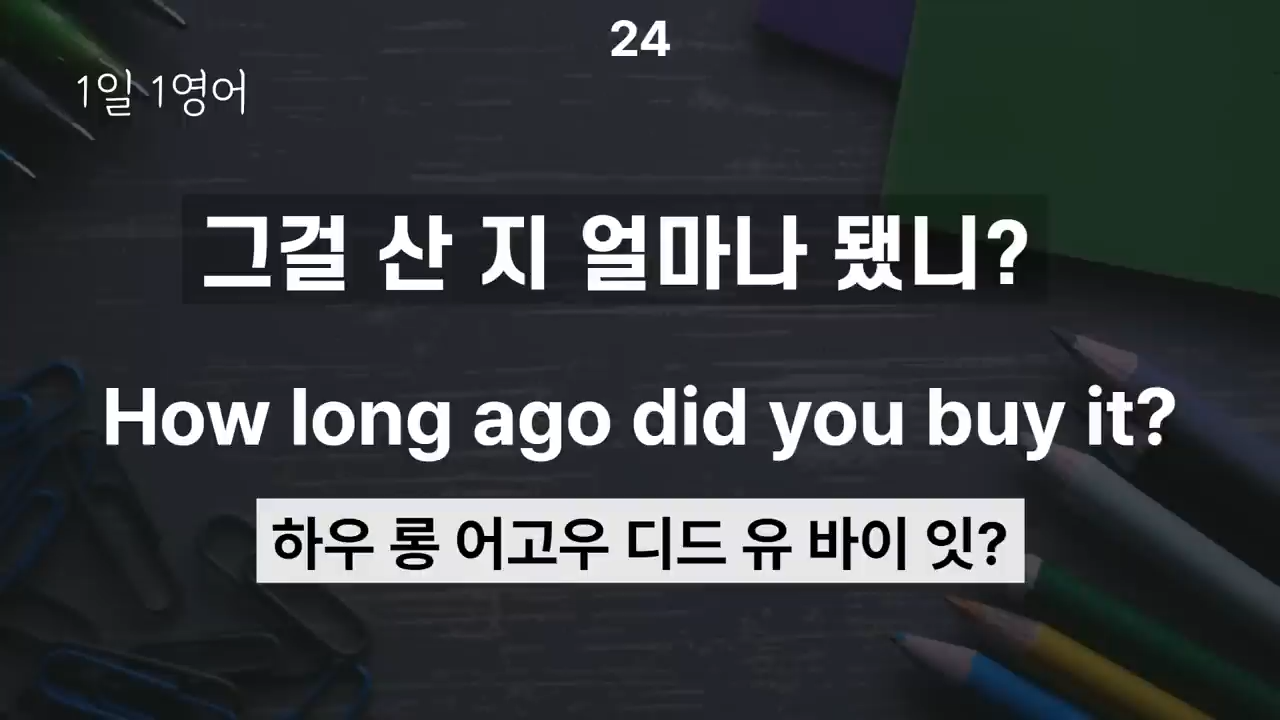 24
1일 1영어
그걸 산 지 얼마나 됐니?
How long ago did you buy it?
하우 롱 어고우 디드 유 바이 잇?